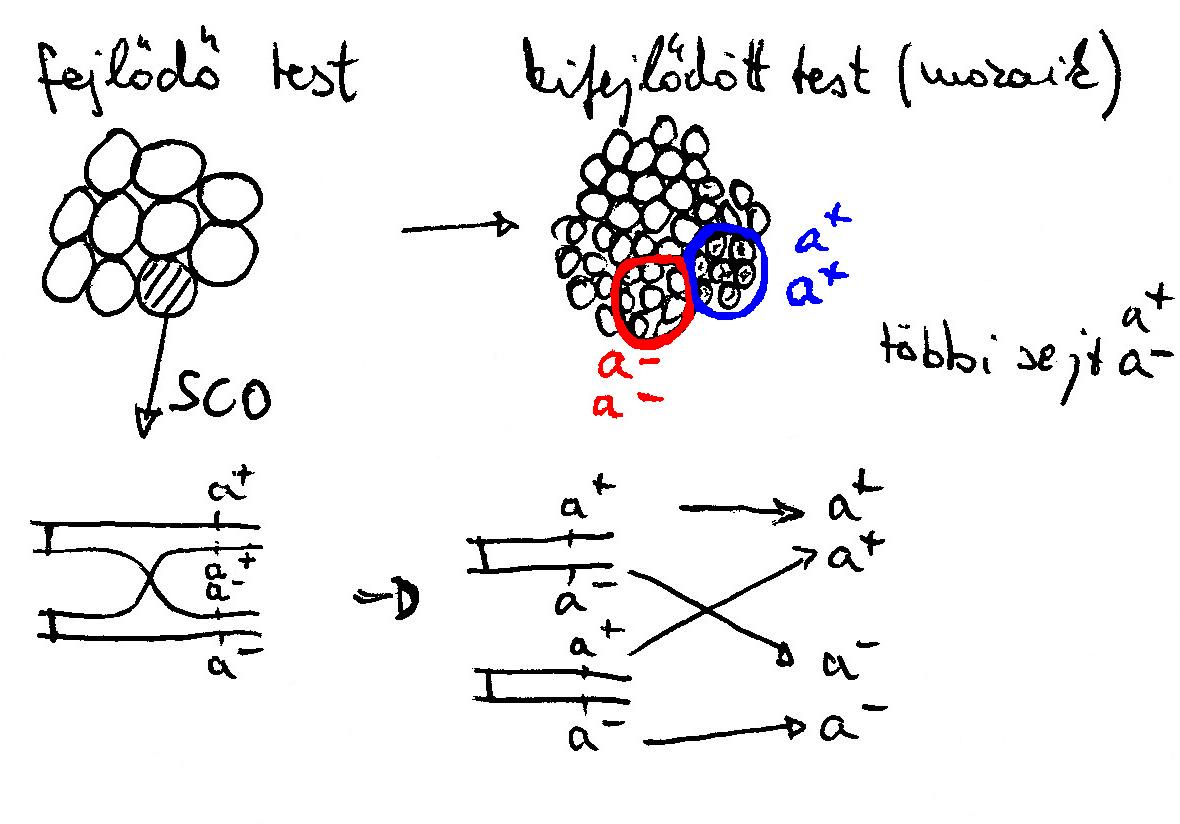 fejlődő test
kifejlődött test (mozaik)
a⁺
a⁺
többi sejt
a⁺
a⁻
a⁻
a⁻
SCO
a⁺
a⁺
a⁻
a⁻
a⁺
a⁻
a⁺
a⁻
a⁺
a⁺
a⁻
a⁻